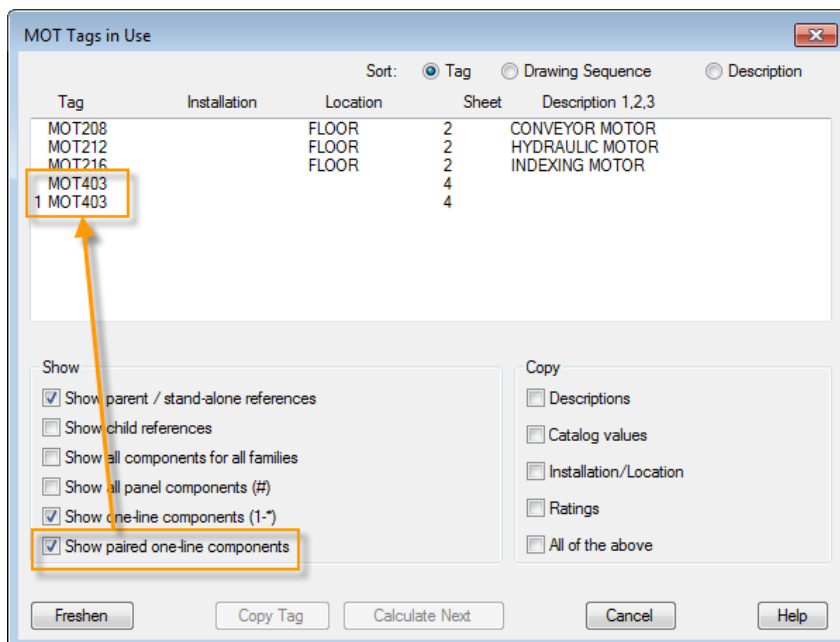 MOT Tags in Use
Sort: Tag Drawing Sequence Description
Tag Installation Location Sheet Description 1,2,3
MOT208 FLOOR 2 CONVEYOR MOTOR
MOT212 FLOOR 2 HYDRAULIC MOTOR
MOT216 FLOOR 2 INDEXING MOTOR
MOT403 4
1 MOT403 4
Show
Show parent / stand-alone references
Show child references
Show all components for all families
Show all panel components (#)
Show one-line components (1-*)
Show paired one-line components
Copy
Descriptions
Catalog values
Installation/Location
Ratings
All of the above
Freshen Copy Tag Calculate Next Cancel Help